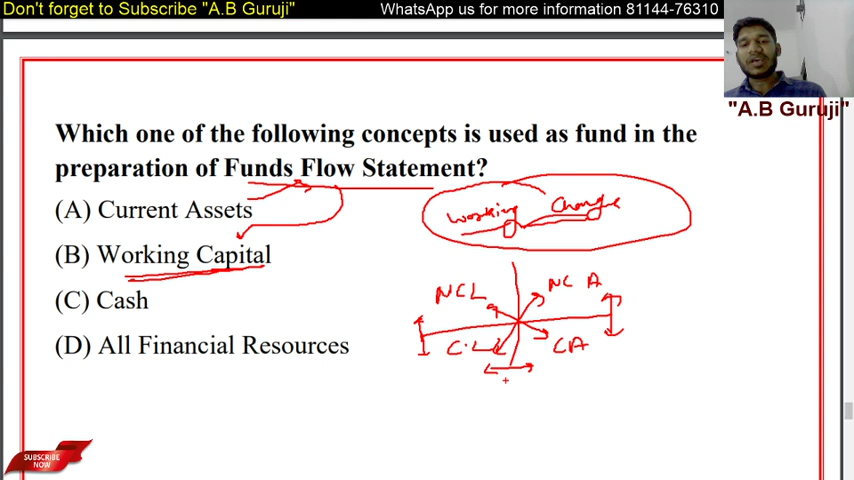 Don't forget to Subscribe "A.B Guruji"
WhatsApp us for more information 81144-76310
"A.B Guruji"
Which one of the following concepts is used as fund in the
preparation of Funds Flow Statement?
(A) Current Assets
(B) Working Capital
(C) Cash
(D) All Financial Resources
Working Change
NCL
NC A
C.L
CA
+
SUBSCRIBE
NOW